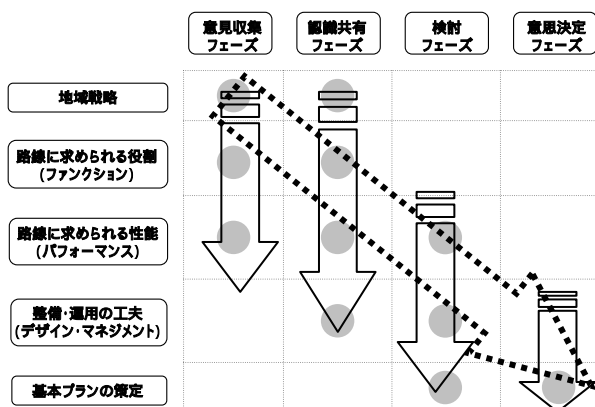 意見収集
フェーズ
認識共有
フェーズ
検討
フェーズ
意思決定
フェーズ
地域戦略
路線に求められる役割
(ファンクション)
路線に求められる性能
(パフォーマンス)
整備・運用の工夫
(デザイン・マネジメント)
基本プランの策定